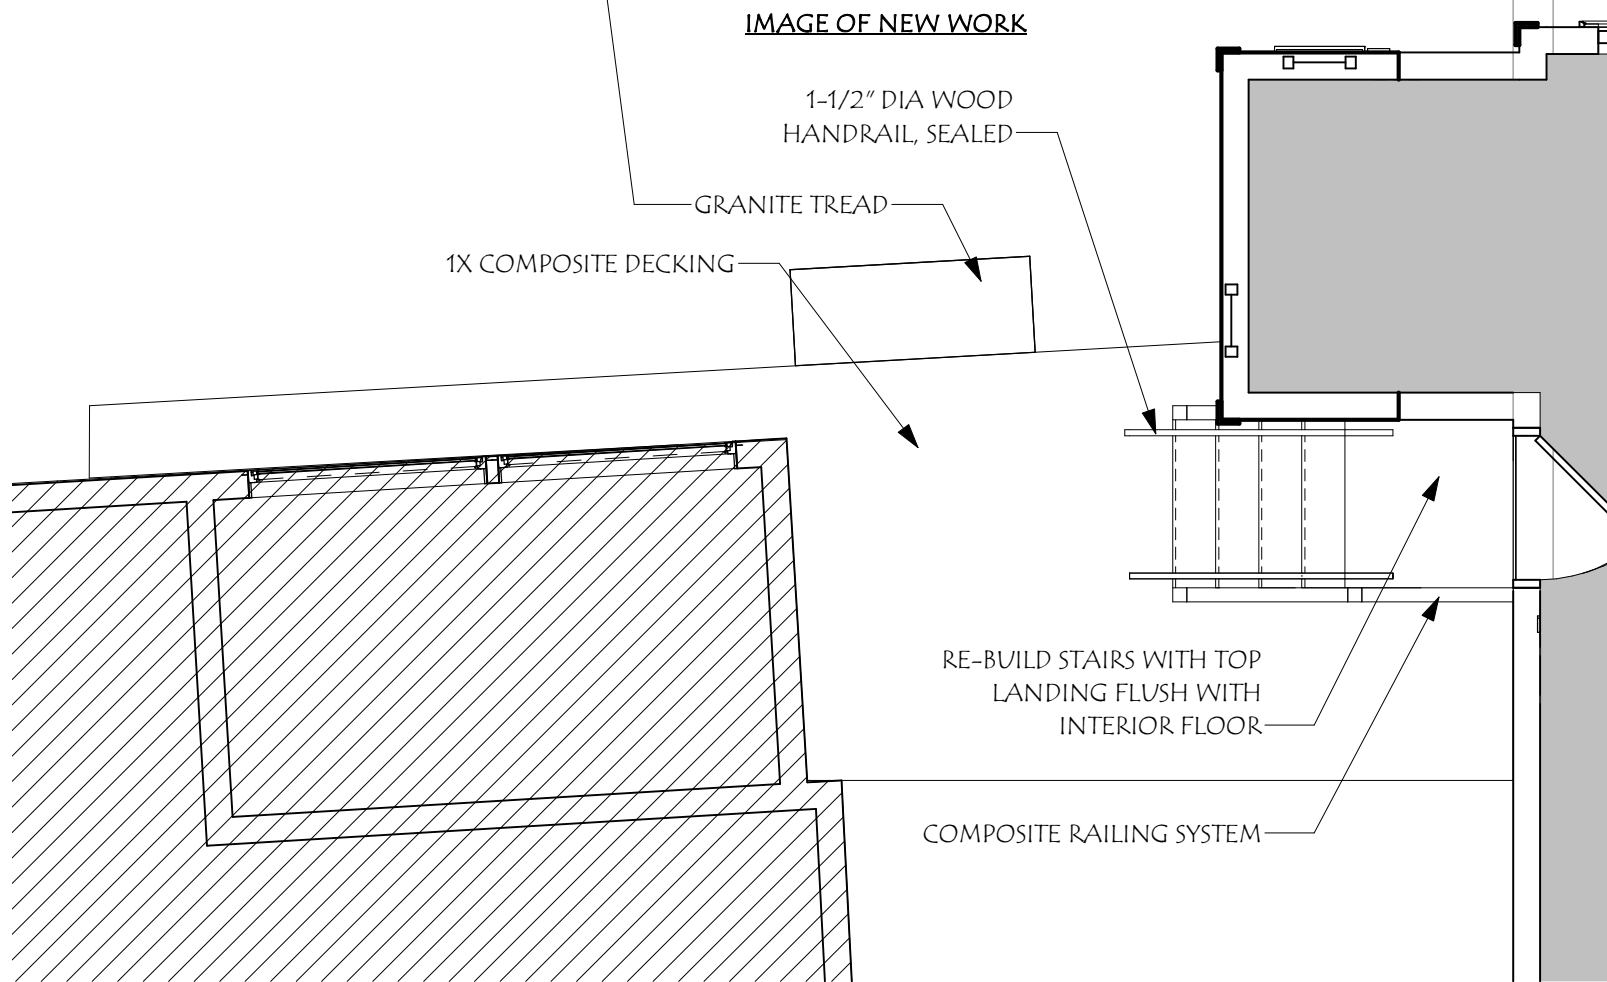 IMAGE OF NEW WORK
1-1/2" DIA WOOD
HANDRAIL, SEALED
GRANITE TREAD
1X COMPOSITE DECKING
RE-BUILD STAIRS WITH TOP
LANDING FLUSH WITH
INTERIOR FLOOR
COMPOSITE RAILING SYSTEM